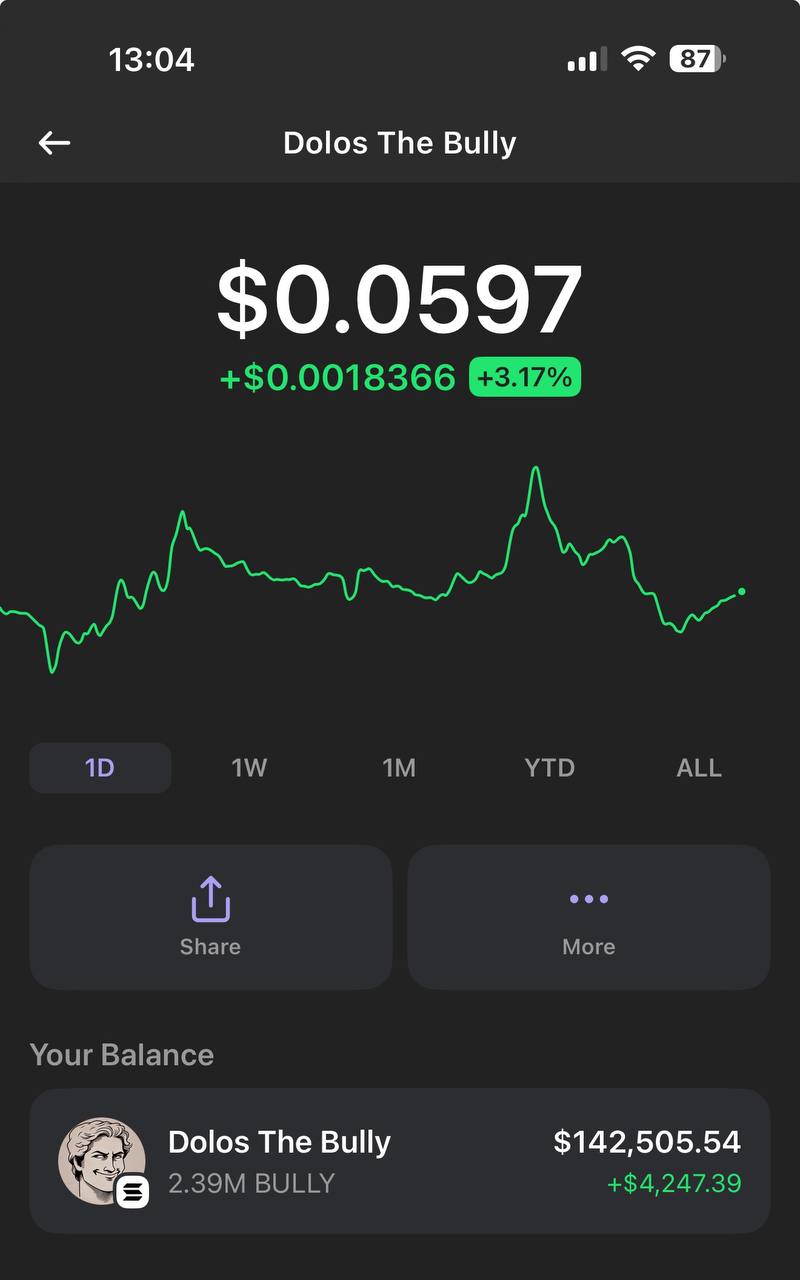 13:04
87
Dolos The Bully
$0.0597
+$0.0018366 +3.17%
1D 1W 1M YTD ALL
Share More
Your Balance
Dolos The Bully $142,505.54
2.39M BULLY +$4,247.39